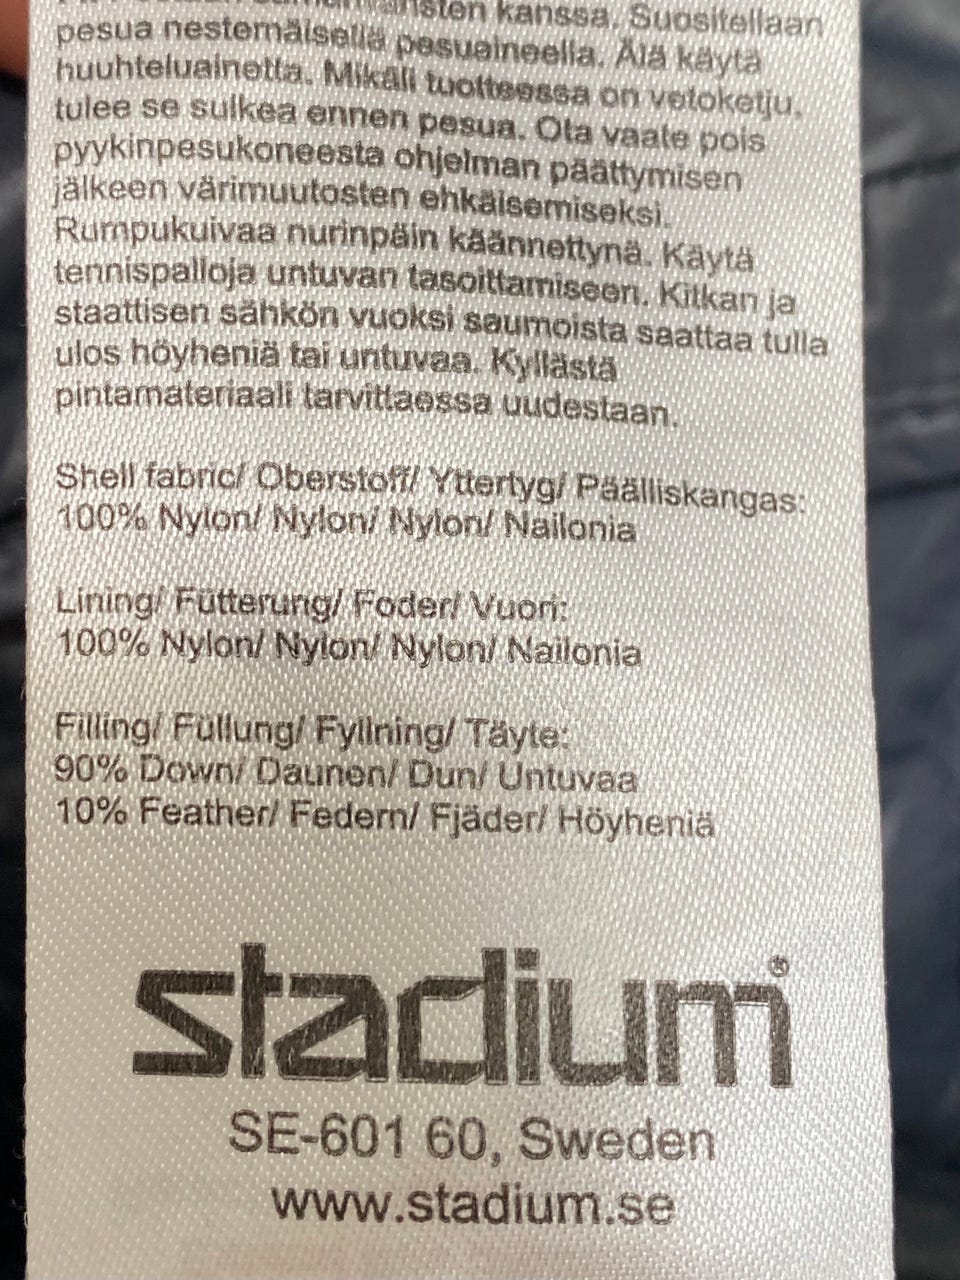 kanssa. Suositellaan
pesua nestemäisellä pesuaineella. Älä käytä
huuhteluainetta. Mikäli tuotteessa on vetoketju,
tulee se sulkea ennen pesua. Ota vaate pois
pyykinpesukoneesta ohjelman päättymisen
jälkeen värimuutosten ehkäisemiseksi.
Rumpukuivaa nurinpäin käännettynä. Käytä
tennispalloja untuvan tasoittamiseen. Kitkan ja
staattisen sähkön vuoksi saumoista saattaa tulla
ulos höyheniä tai untuvaa. Kyllästä
pintamateriaali tarvittaessa uudestaan.
Shell fabric/ Oberstoff/ Yttertyg/ Päälliskangas:
100% Nylon/ Nylon/ Nylon/ Nailonia
Lining/ Fütterung/ Foder/ Vuori:
100% Nylon/ Nylon/ Nylon/ Nailonia
Filling/ Füllung/ Fyllning/ Täyte:
90% Down/ Daunen/ Dun/ Untuvaa
10% Feather/ Federn/ Fjäder/ Höyheniä
stadium®
SE-601 60, Sweden
www.stadium.se